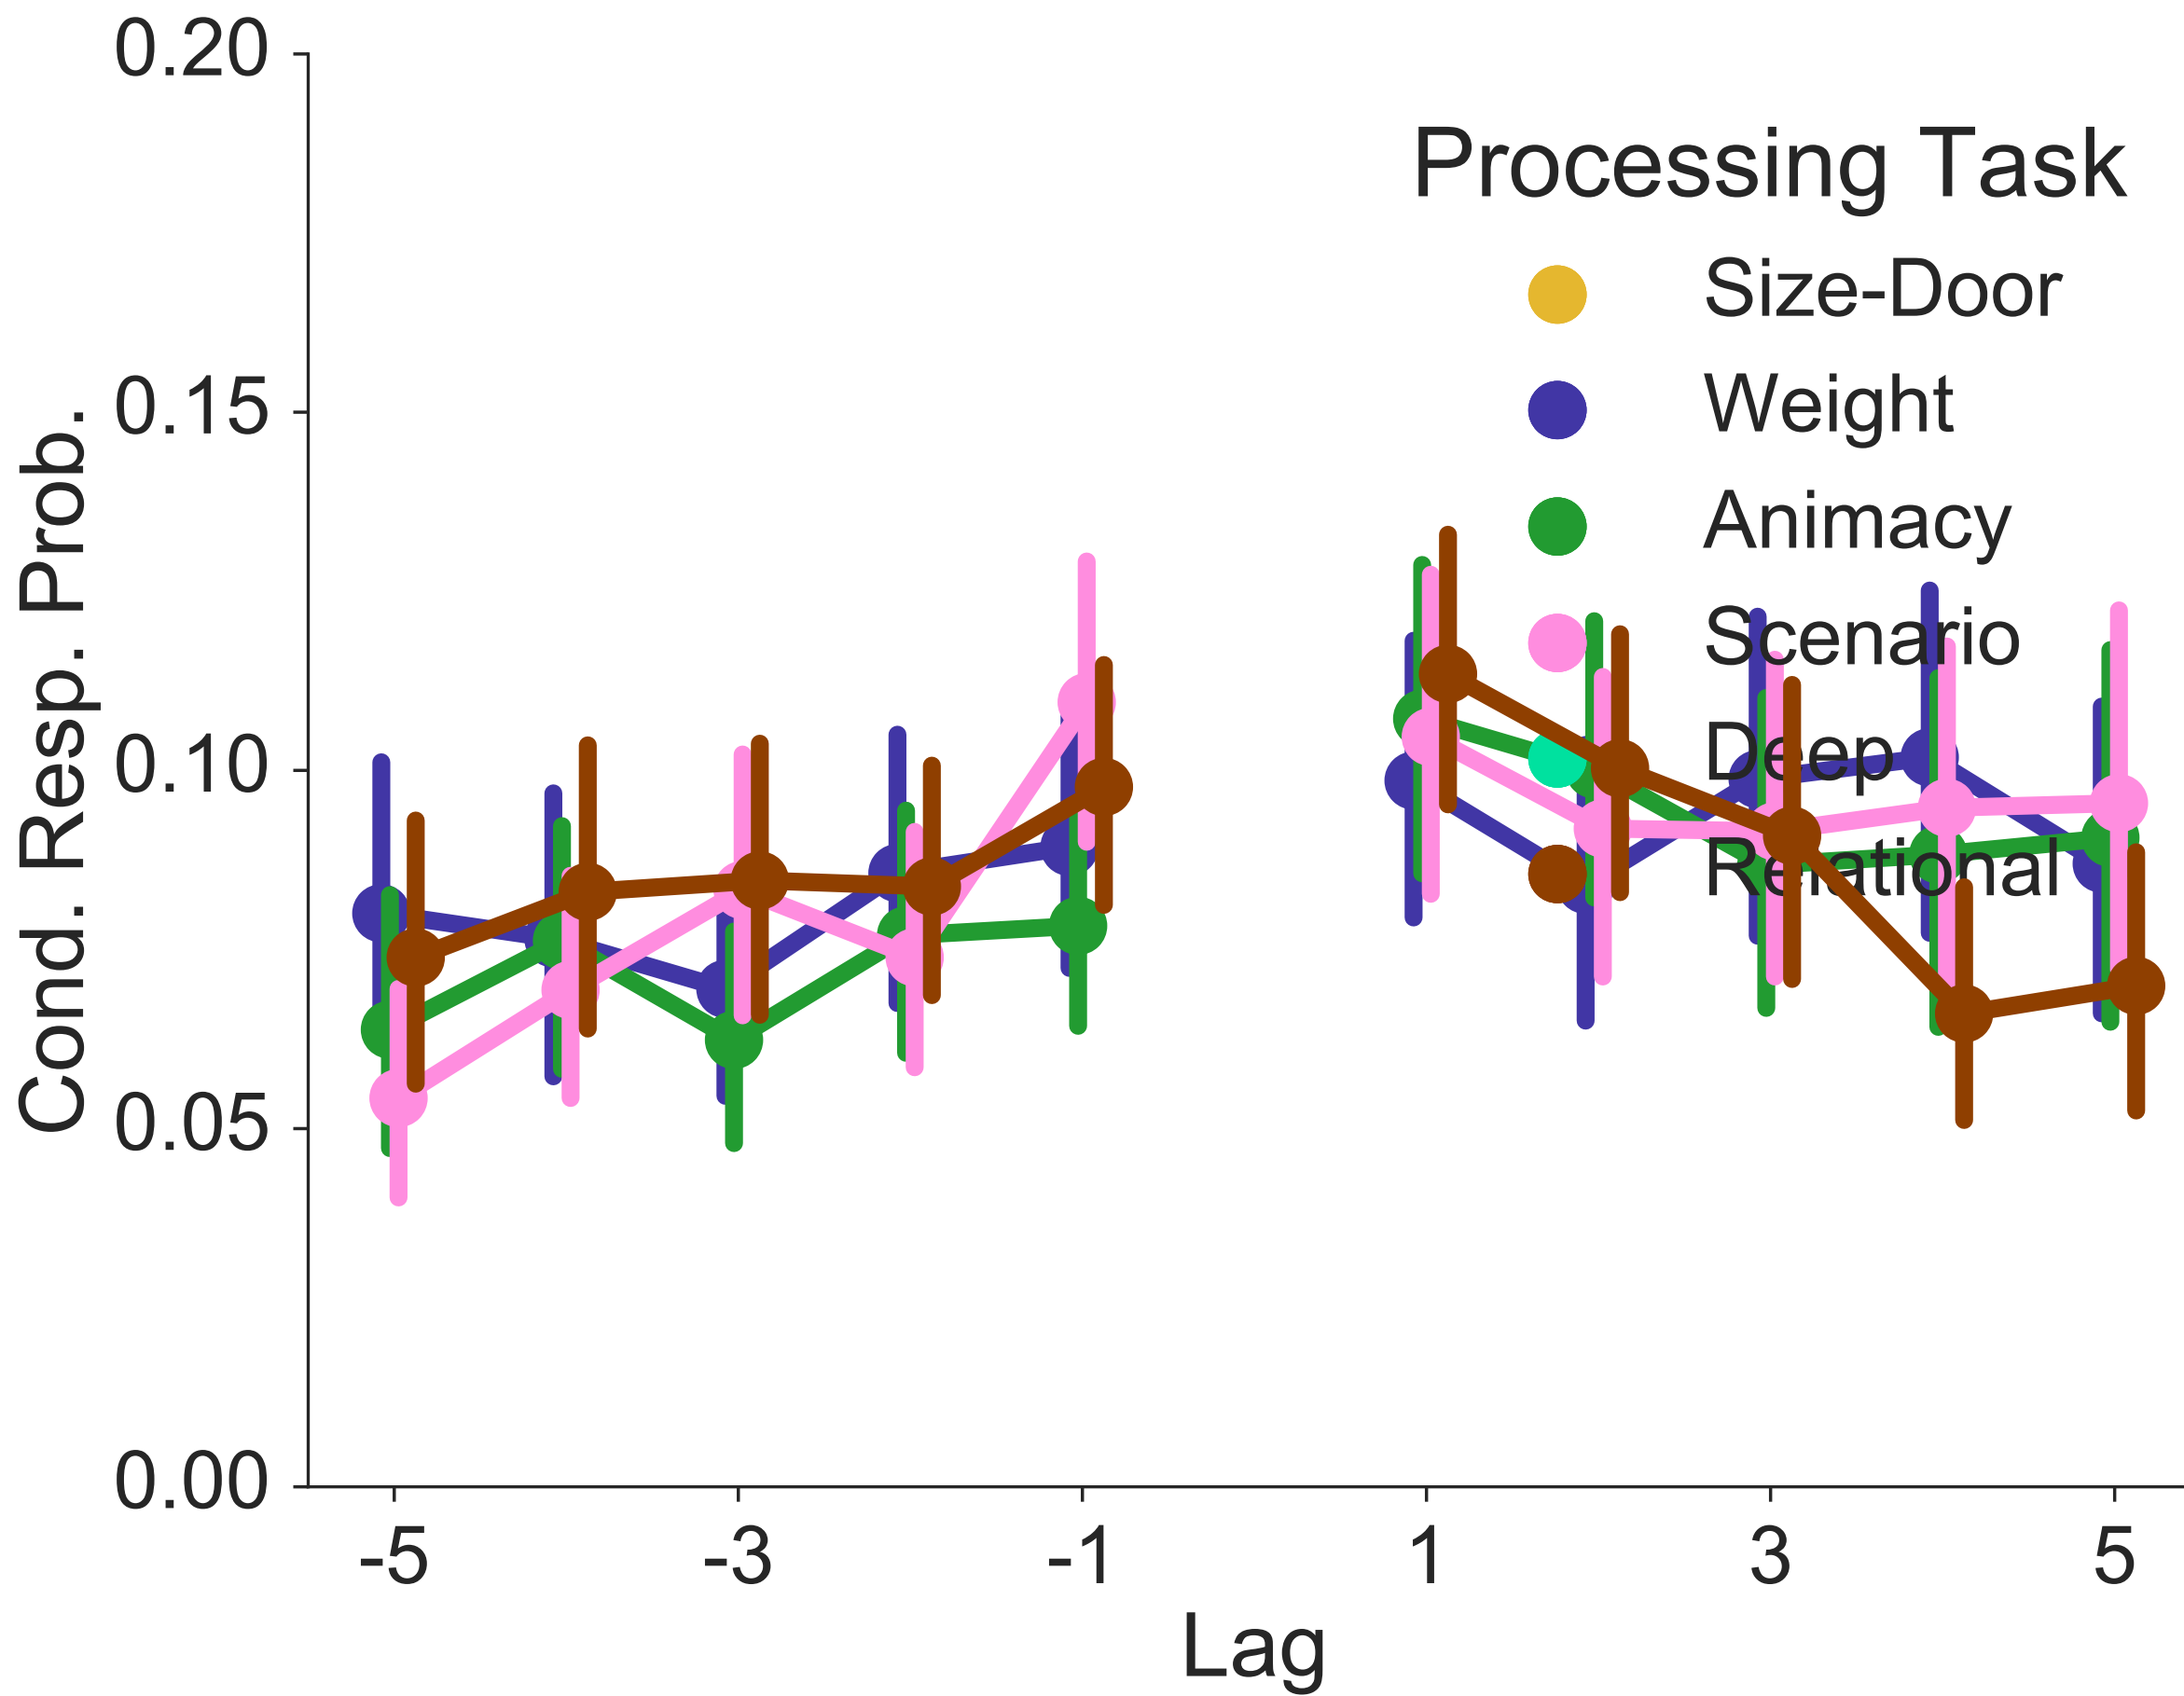 Cond. Resp. Prob.
0.20
0.15
0.10
0.05
0.00
Processing Task
Size-Door
Weight
Animacy
Scenario
Deep
Relational
-5 -3 -1 1 3 5
Lag